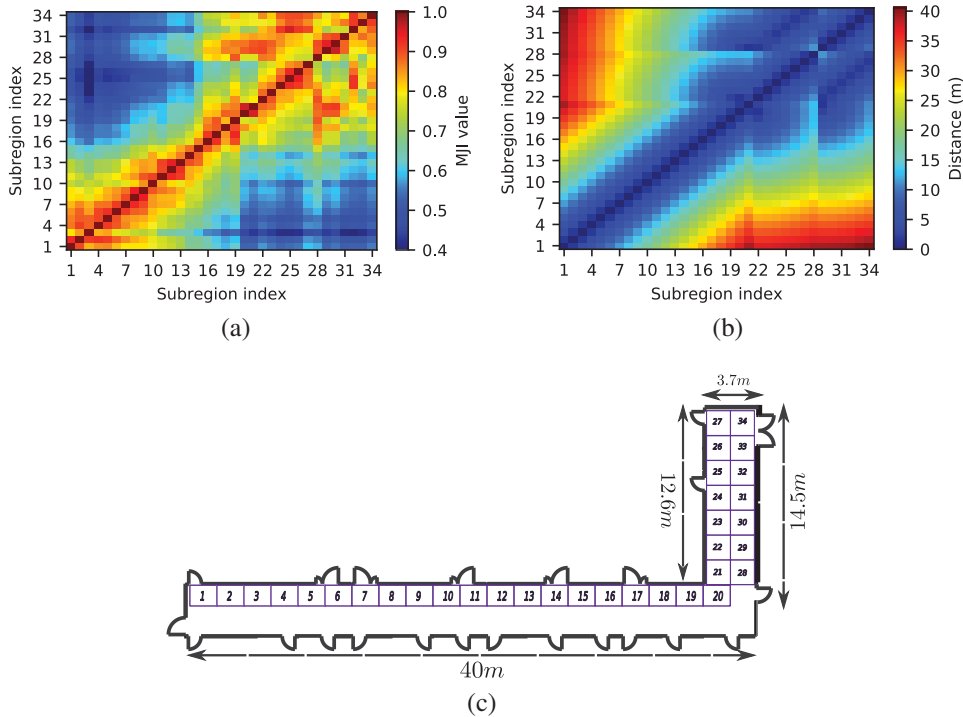 34
31
28
25
22
19
16
13
10
7
4
1
Subregion index
1 4 7 10 13 16 19 22 25 28 31 34
Subregion index
1.0
0.9
0.8
0.7
0.6
0.5
0.4
MJI value
(a)
34
31
28
25
22
19
16
13
10
7
4
1
Subregion index
1 4 7 10 13 16 19 22 25 28 31 34
Subregion index
40
35
30
25
20
15
10
5
0
Distance (m)
(b)
3.7m
27 34
26 33
25 32
24 31
23 30
22 29
21 28
12.6m
14.5m
1 2 3 4 5 6 7 8 9 10 11 12 13 14 15 16 17 18 19 20
40m
(c)